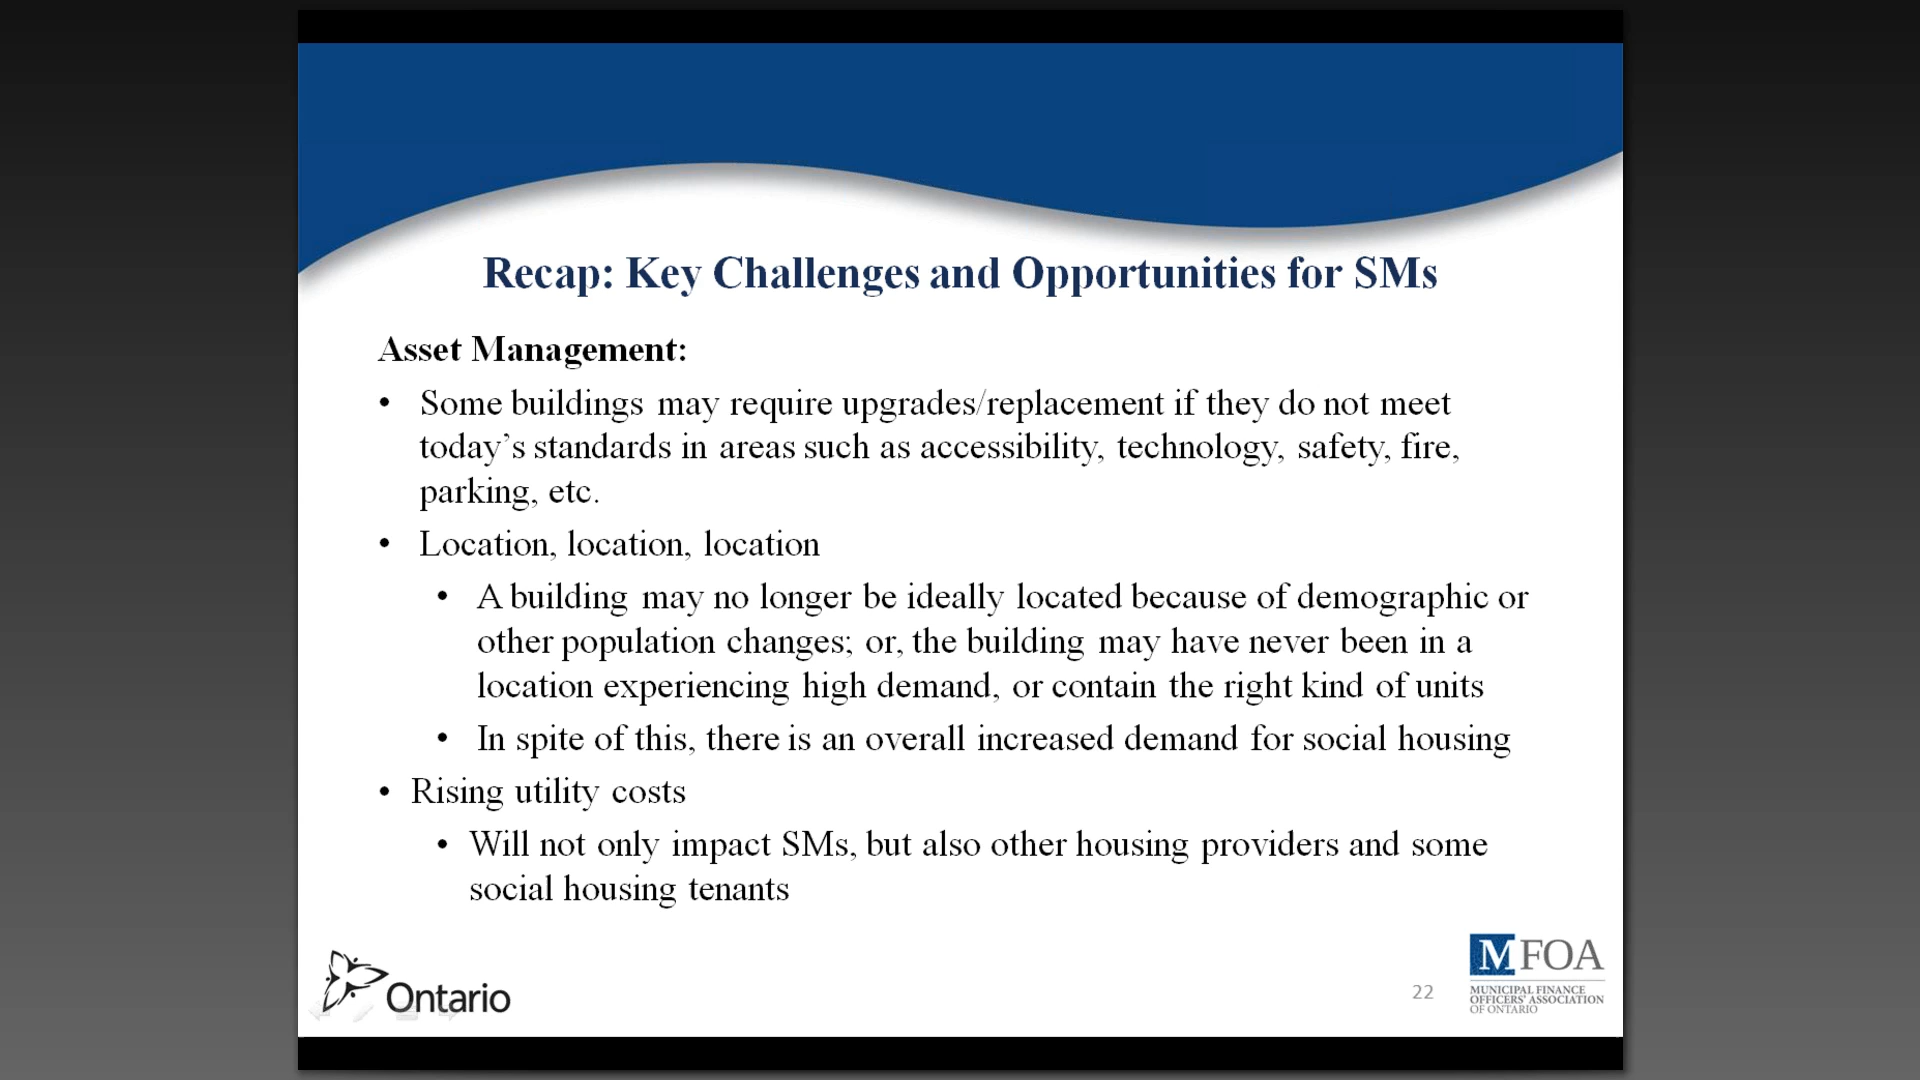 Recap: Key Challenges and Opportunities for SMs
Asset Management:
• Some buildings may require upgrades/replacement if they do not meet
today's standards in areas such as accessibility, technology, safety, fire,
parking, etc.
• Location, location, location
• A building may no longer be ideally located because of demographic or
other population changes; or, the building may have never been in a
location experiencing high demand, or contain the right kind of units
• In spite of this, there is an overall increased demand for social housing
• Rising utility costs
• Will not only impact SMs, but also other housing providers and some
social housing tenants
Ontario
22
MFOA
MUNICIPAL FINANCE
OFFICERS' ASSOCIATION
OF ONTARIO